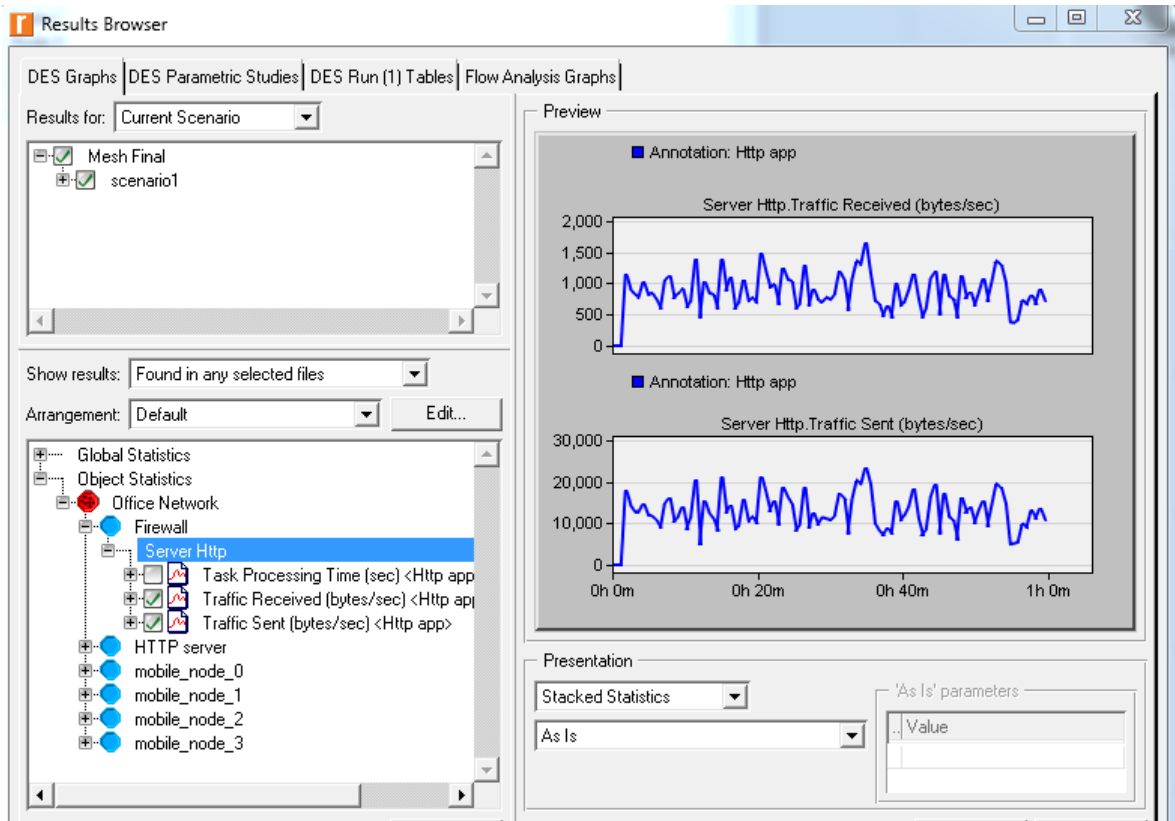 Results Browser
DES Graphs DES Parametric Studies DES Run (1) Tables Flow Analysis Graphs
Results for: Current Scenario
Mesh Final
scenario1
Show results: Found in any selected files
Arrangement: Default Edit...
Global Statistics
Object Statistics
Office Network
Firewall
Server Http
Task Processing Time (sec) <Http app
Traffic Received (bytes/sec) <Http app
Traffic Sent (bytes/sec) <Http app>
HTTP server
mobile_node_0
mobile_node_1
mobile_node_2
mobile_node_3
Preview
Annotation: Http app
Server Http.Traffic Received (bytes/sec)
2,000
1,500
1,000
500
0
Annotation: Http app
Server Http.Traffic Sent (bytes/sec)
30,000
20,000
10,000
0
0h 0m 0h 20m 0h 40m 1h 0m
Presentation
Stacked Statistics
As Is
'As Is' parameters
.. Value